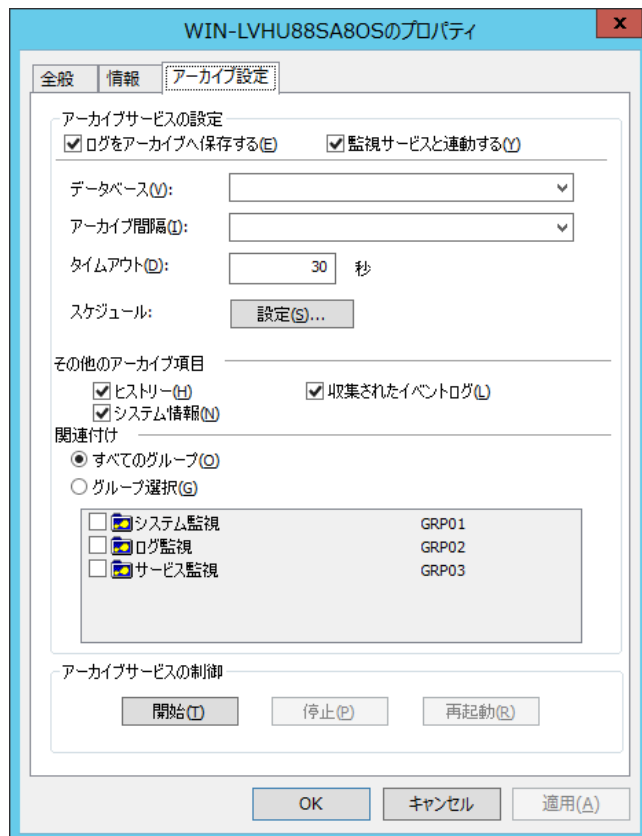 WIN-LVHU88SA8OSのプロパティ
x
全般 情報 アーカイブ設定
アーカイブサービスの設定
ログをアーカイブへ保存する(E) 監視サービスと連動する(Y)
データベース(V):
アーカイブ間隔(I):
タイムアウト(D): 30 秒
スケジュール: 設定(S)...
その他のアーカイブ項目
ヒストリー(H) 収集されたイベントログ(L)
システム情報(N)
関連付け
すべてのグループ(O)
グループ選択(G)
システム監視 GRP01
ログ監視 GRP02
サービス監視 GRP03
アーカイブサービスの制御
開始(T) 停止(P) 再起動(R)
OK キャンセル 適用(A)